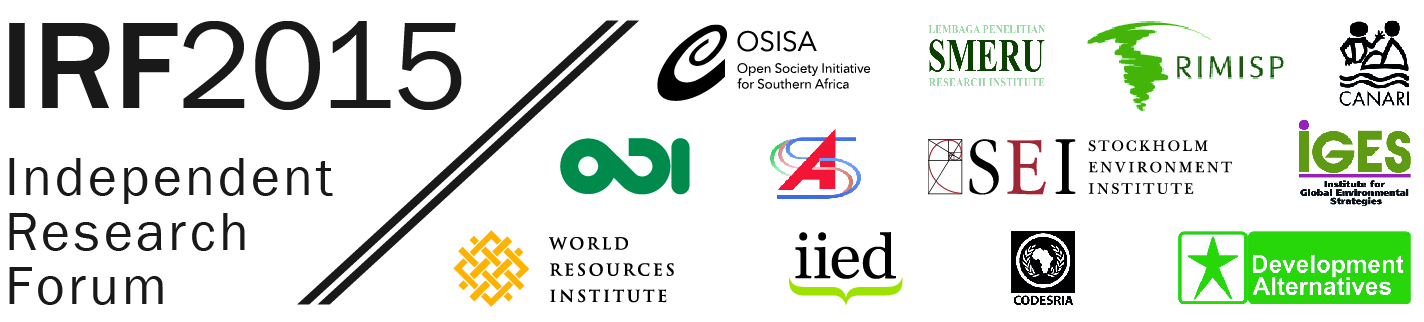 IRF2015
Independent
Research
Forum
OSISA
Open Society Initiative
for Southern Africa
LEMBAGA PENELITIAN
SMERU
RESEARCH INSTITUTE
RIMISP
CANARI
ODI
SAS
SEI
STOCKHOLM
ENVIRONMENT
INSTITUTE
iGES
Institute for
Global Environmental
Strategies
WORLD
RESOURCES
INSTITUTE
iied
CODESRIA
Development
Alternatives